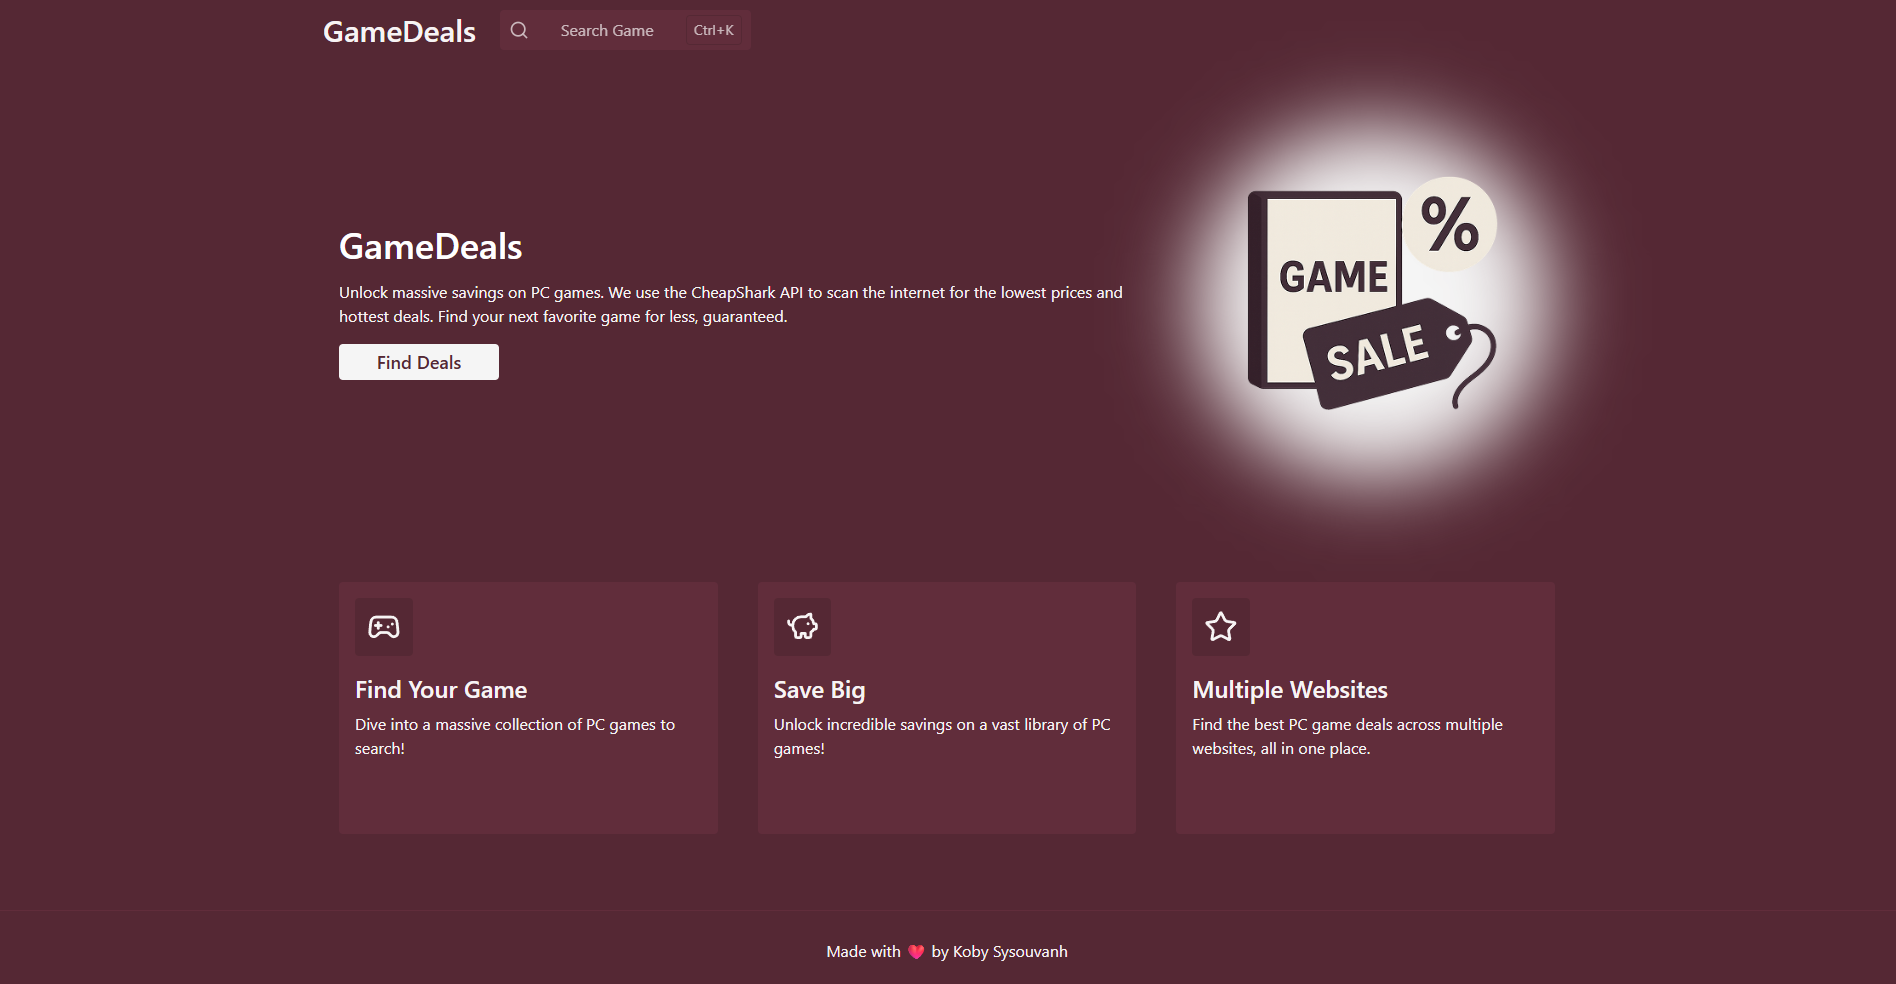 GameDeals
Search Game
Ctrl+K
GameDeals
Unlock massive savings on PC games. We use the CheapShark API to scan the internet for the lowest prices and
hottest deals. Find your next favorite game for less, guaranteed.
Find Deals
%
GAME
SALE
Find Your Game
Dive into a massive collection of PC games to
search!
Save Big
Unlock incredible savings on a vast library of PC
games!
Multiple Websites
Find the best PC game deals across multiple
websites, all in one place.
Made with ❤️ by Koby Sysouvanh